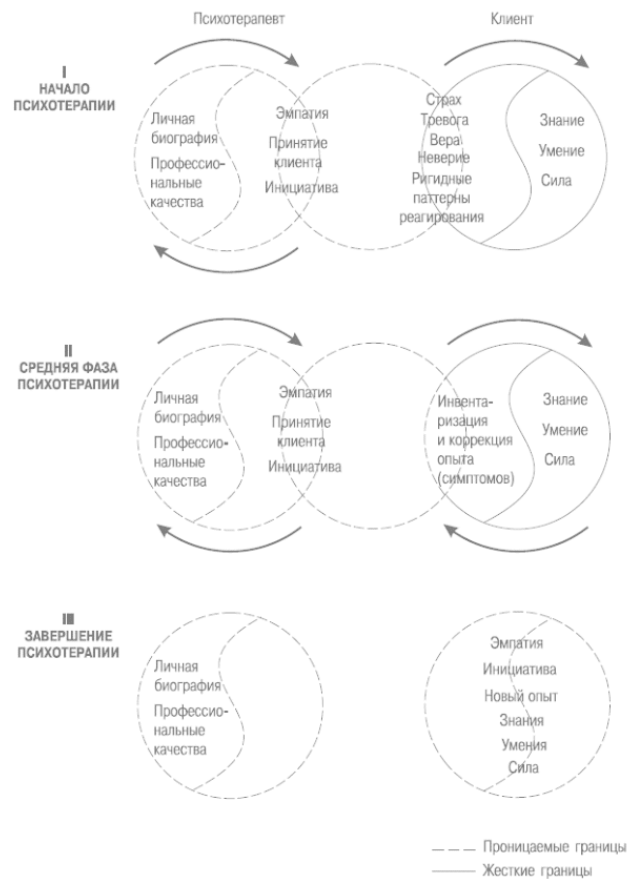 Психотерапевт
Клиент
I
НАЧАЛО
ПСИХОТЕРАПИИ
Личная
биография
Профессио-
нальные
качества
Эмпатия
Принятие
клиента
Инициатива
Страх
Тревога
Вера
Неверие
Ригидные
паттерны
реагирования
Знание
Умение
Сила
II
СРЕДНЯЯ ФАЗА
ПСИХОТЕРАПИИ
Личная
биография
Профессио-
нальные
качества
Эмпатия
Принятие
клиента
Инициатива
Инвента-
ризация
и коррекция
опыта
(симптомов)
Знание
Умение
Сила
III
ЗАВЕРШЕНИЕ
ПСИХОТЕРАПИИ
Личная
биография
Профессио-
нальные
качества
Эмпатия
Инициатива
Новый опыт
Знания
Умения
Сила
Проницаемые границы
Жесткие границы